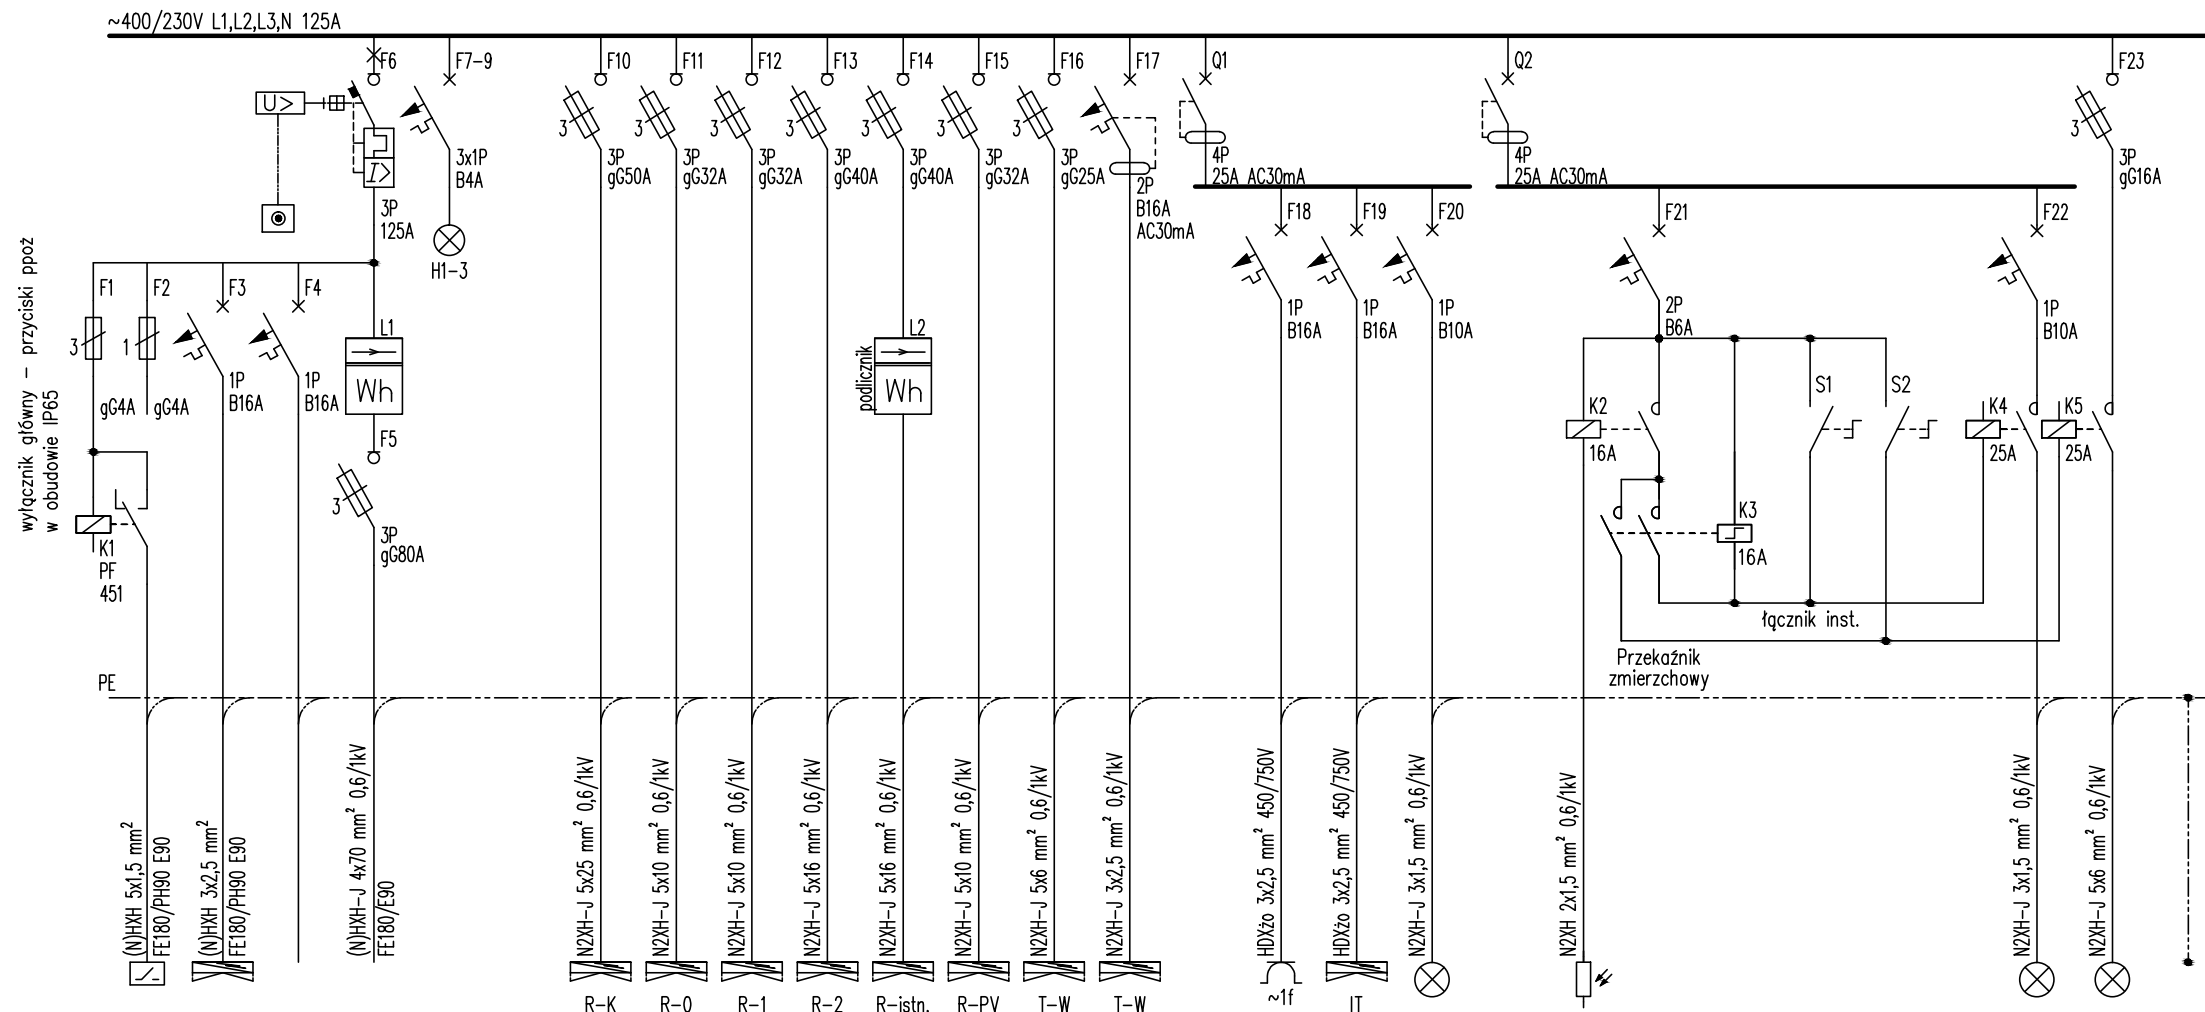 ~400/230V L1,L2,L3,N 125A
F6
F7-9
F10
F11
F12
F13
F14
F15
F16
F17
Q1
Q2
F23
U>
I>
3P
125A
3x1P
B4A
H1-3
3
3P
gG50A
3
3P
gG32A
3
3P
gG32A
3
3P
gG40A
3
3P
gG40A
3
3P
gG32A
3
3P
gG25A
2P
B16A
AC30mA
4P
25A AC30mA
4P
25A AC30mA
3
3P
gG16A
F18
F19
F20
F21
F22
1P
B16A
1P
B16A
1P
B10A
2P
B6A
1P
B10A
wyłącznik główny - przyciski ppoż
w obudowie IP65
F1
F2
F3
F4
3
1
gG4A
gG4A
1P
B16A
1P
B16A
L1
Wh
F5
3
3P
gG80A
K1
PF
451
L2
Wh
podlicznik
K2
16A
S1
S2
K4
25A
K5
25A
K3
16A
łącznik inst.
Przekaźnik
zmierzchowy
PE
(N)HXH 5x1,5 mm²
FE180/PH90 E90
(N)HXH 3x2,5 mm²
FE180/PH90 E90
(N)HXH-J 4x70 mm² 0,6/1kV
FE180/E90
N2XH-J 5x25 mm² 0,6/1kV
N2XH-J 5x10 mm² 0,6/1kV
N2XH-J 5x10 mm² 0,6/1kV
N2XH-J 5x16 mm² 0,6/1kV
N2XH-J 5x16 mm² 0,6/1kV
N2XH-J 5x10 mm² 0,6/1kV
N2XH-J 5x6 mm² 0,6/1kV
N2XH-J 3x2,5 mm² 0,6/1kV
HDXżo 3x2,5 mm² 450/750V
HDXżo 3x2,5 mm² 450/750V
N2XH-J 3x1,5 mm² 0,6/1kV
N2XH 2x1,5 mm² 0,6/1kV
N2XH-J 3x1,5 mm² 0,6/1kV
N2XH-J 5x6 mm² 0,6/1kV
R-K
R-0
R-1
R-2
R-istn.
R-PV
T-W
T-W
~1f
IT